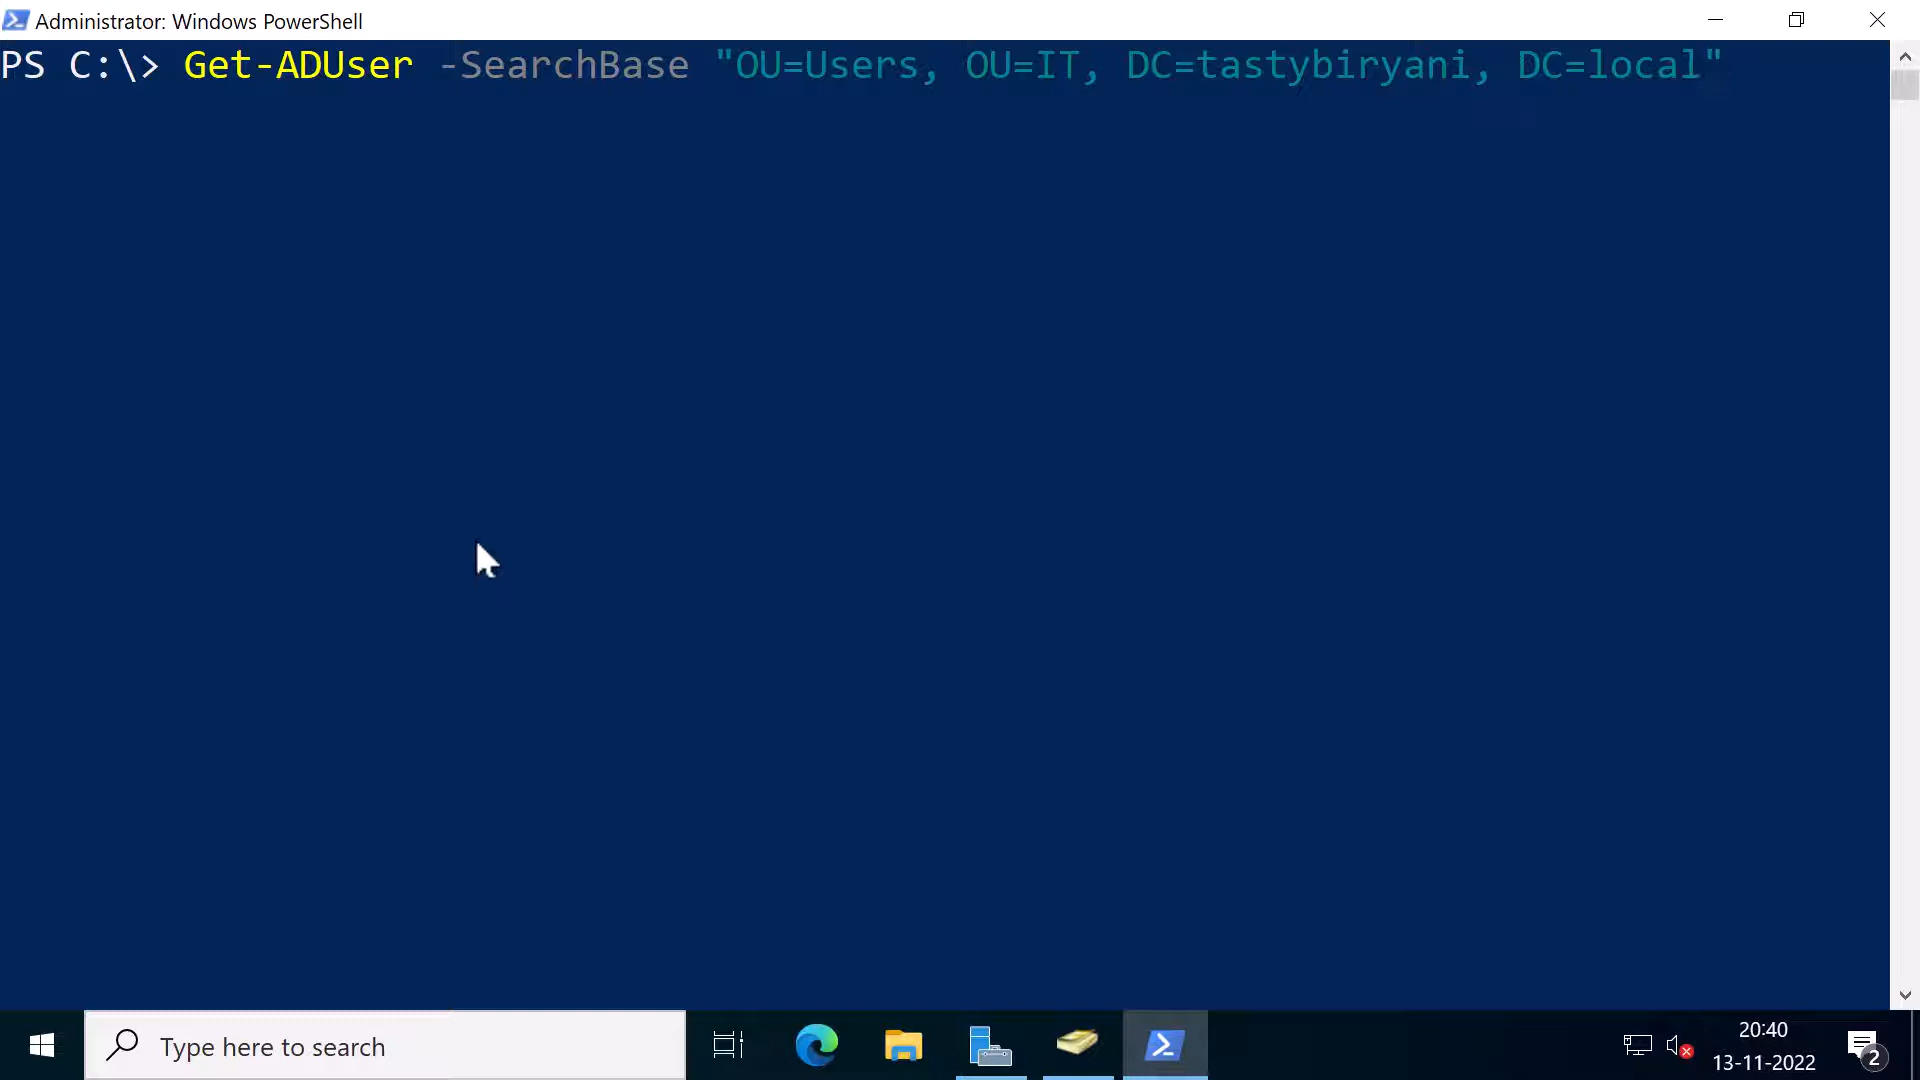 Administrator: Windows PowerShell
PS C:\> Get-ADUser -SearchBase "OU=Users, OU=IT, DC=tastybiryani, DC=local"
Type here to search
20:40
13-11-2022
2